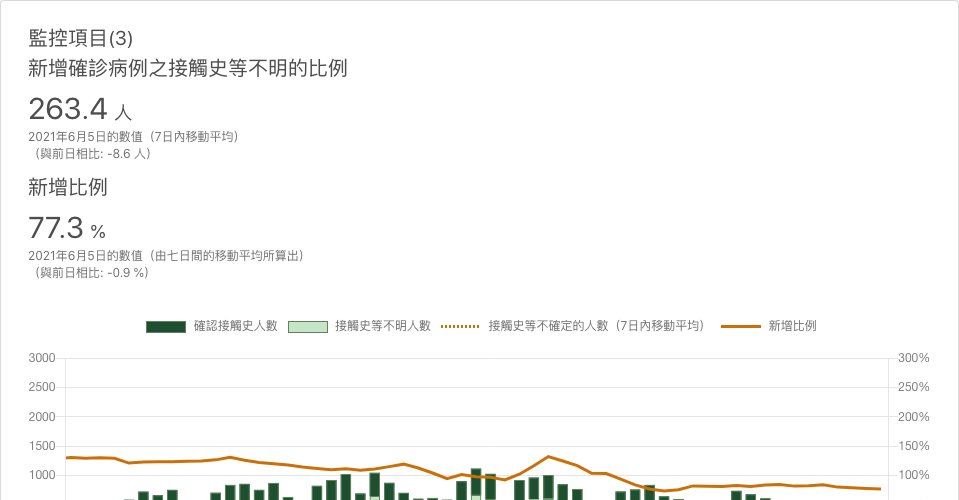 監控項目(3)
新增確診病例之接觸史等不明的比例
263.4 人
2021年6月5日的數值（7日內移動平均）
（與前日相比: -8.6 人）
新增比例
77.3 %
2021年6月5日的數值（由七日間的移動平均所算出）
（與前日相比: -0.9 %）
確認接觸史人數 接觸史等不明人數 接觸史等不確定的人數（7日內移動平均） 新增比例
3000 300%
2500 250%
2000 200%
1500 150%
1000 100%